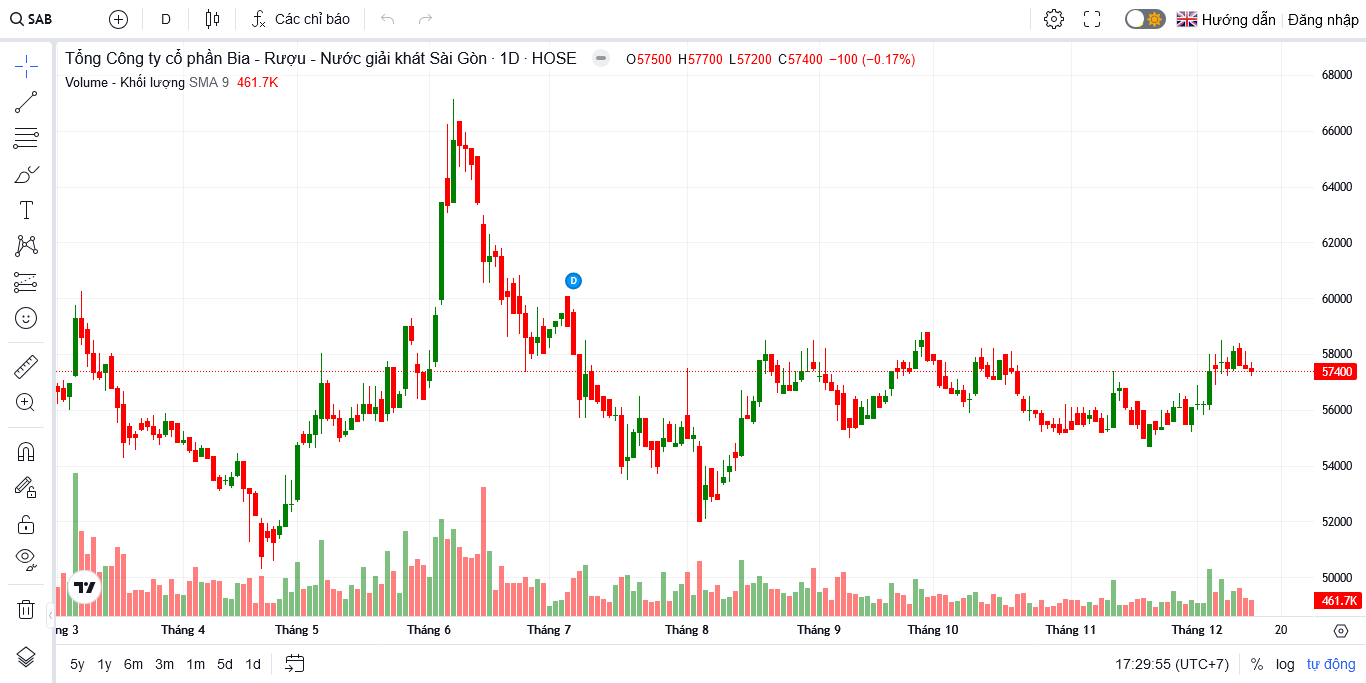 SAB D Các chỉ báo Hướng dẫn Đăng nhập
Tổng Công ty cổ phần Bia - Rượu - Nước giải khát Sài Gòn · 1D · HOSE O57500 H57700 L57200 C57400 −100 (−0.17%)
Volume - Khối lượng SMA 9 461.7K
68000
66000
64000
62000
60000
D
58000
57400
56000
54000
52000
50000
461.7K
ng 3 Tháng 4 Tháng 5 Tháng 6 Tháng 7 Tháng 8 Tháng 9 Tháng 10 Tháng 11 Tháng 12 20
5y 1y 6m 3m 1m 5d 1d 17:29:55 (UTC+7) % log tự động